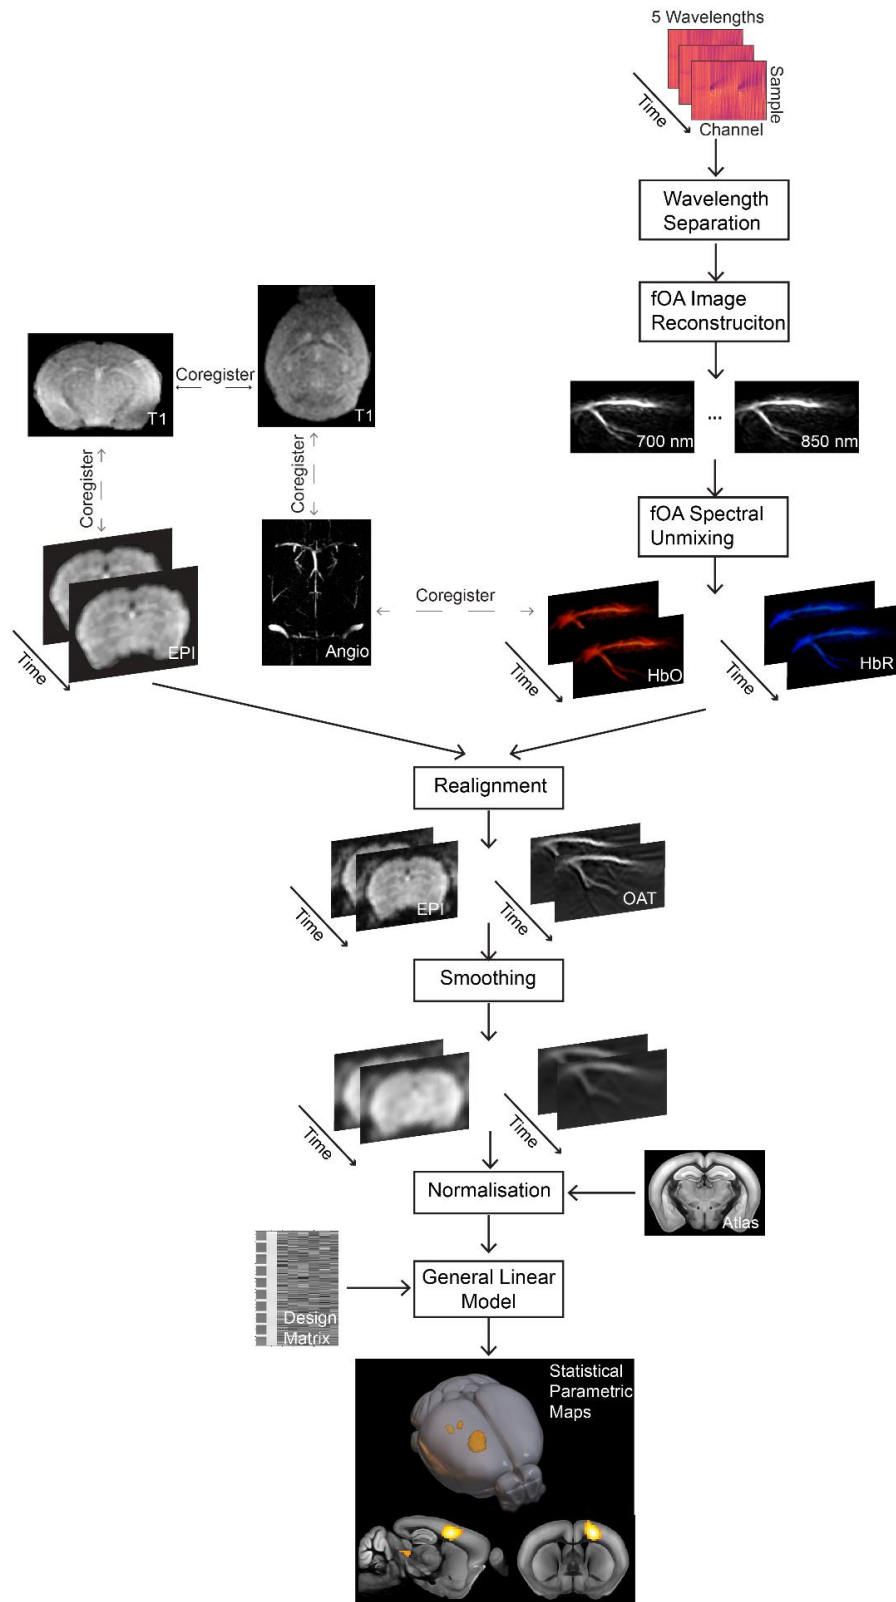 5 Wavelengths
Sample
Time
Channel
Wavelength
Separation
fOA Image
Reconstruciton
700 nm
...
850 nm
fOA Spectral
Unmixing
T1
Coregister
T1
Coregister
Coregister
EPI
Time
Angio
Coregister
HbO
Time
HbR
Time
Realignment
EPI
Time
OAT
Time
Smoothing
Time
Time
Normalisation
Atlas
General Linear
Model
Design
Matrix
Statistical
Parametric
Maps